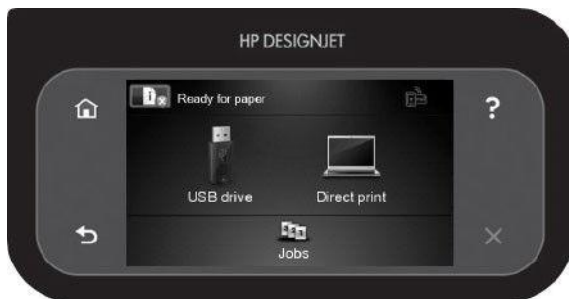 HP DESIGNJET
Ready for paper
?
USB drive
Direct print
Jobs